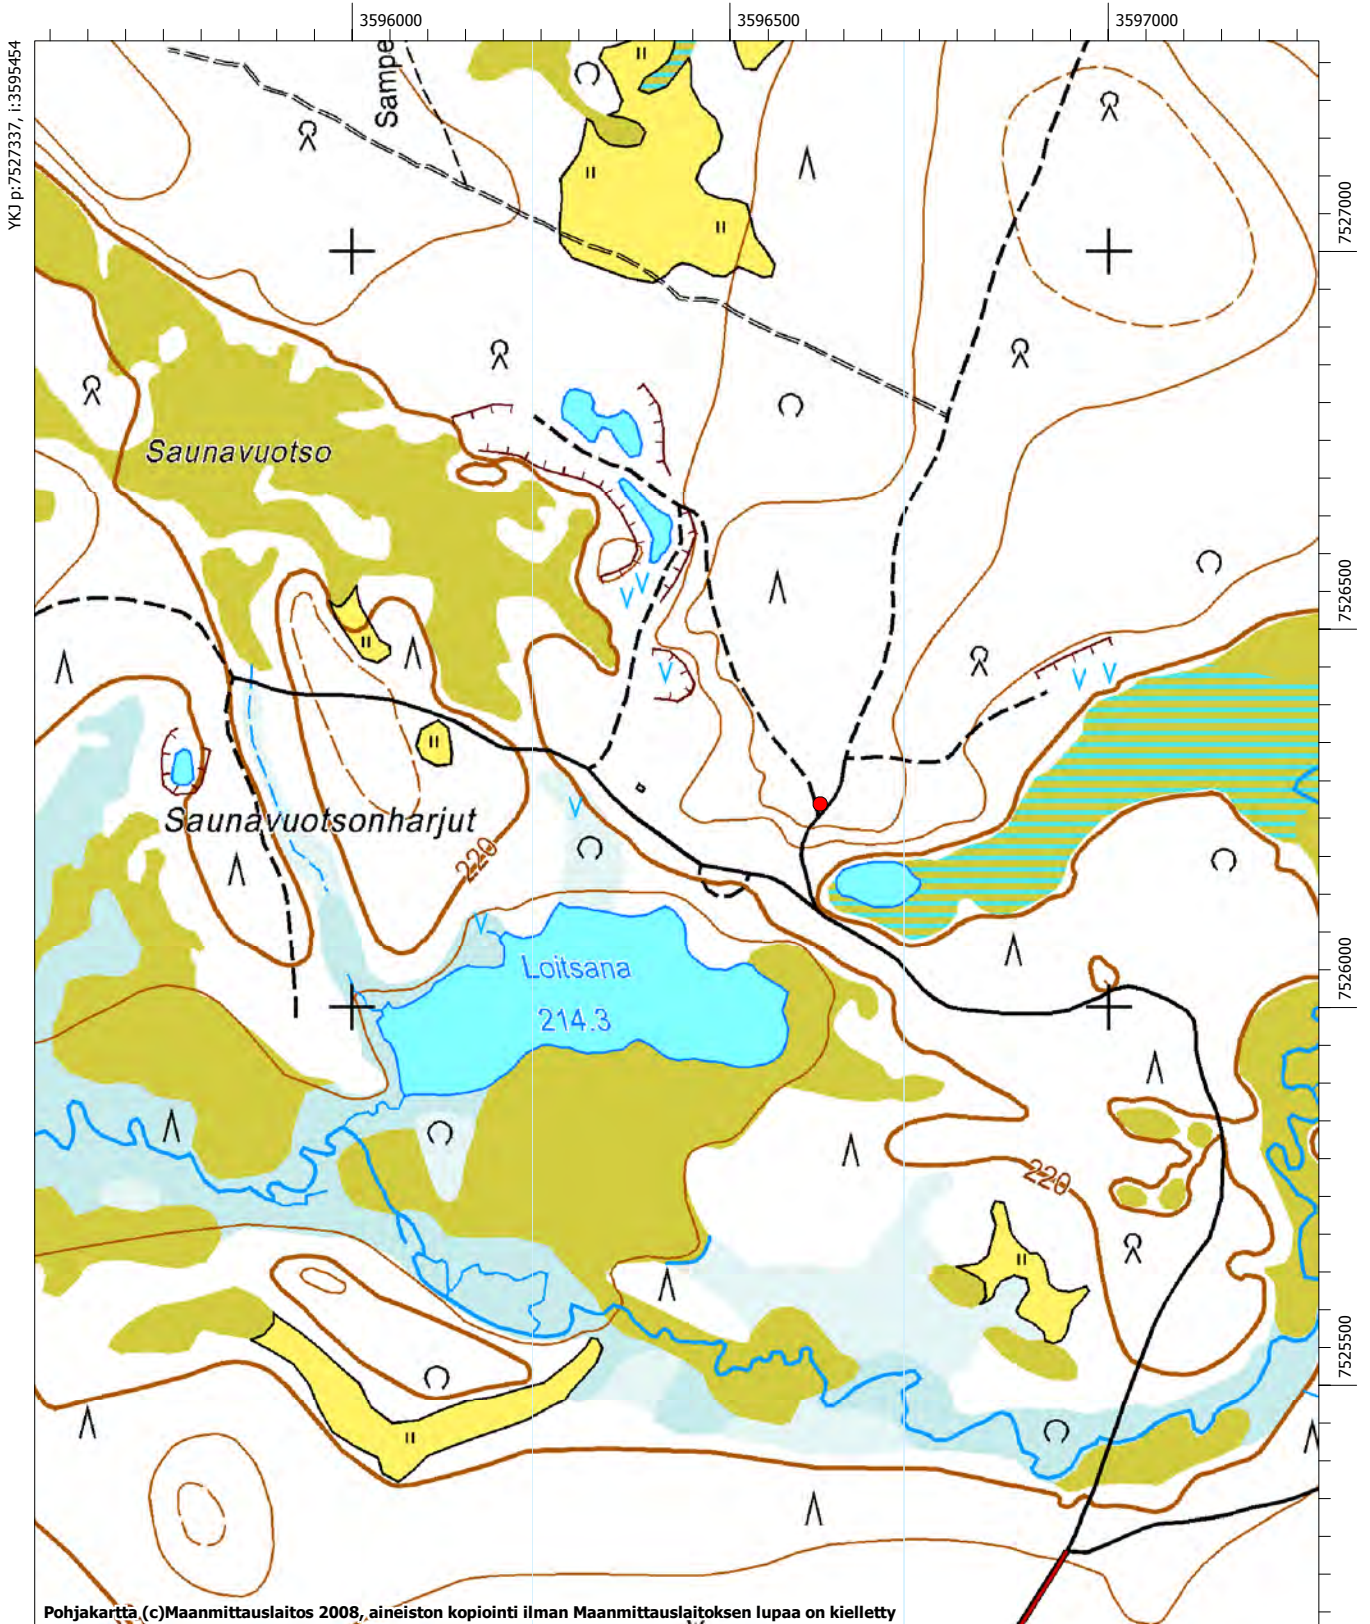 3596000
3596500
3597000
YKJ p:7527337, i:3595454
Sampe
7527000
Saunavuotso
7526500
Saunavuotsonharjut
220
Loitsana
214.3
7526000
220
7525500
Pohjakartta (c)Maanmittauslaitos 2008, aineiston kopiointi ilman Maanmittauslaitoksen lupaa on kielletty